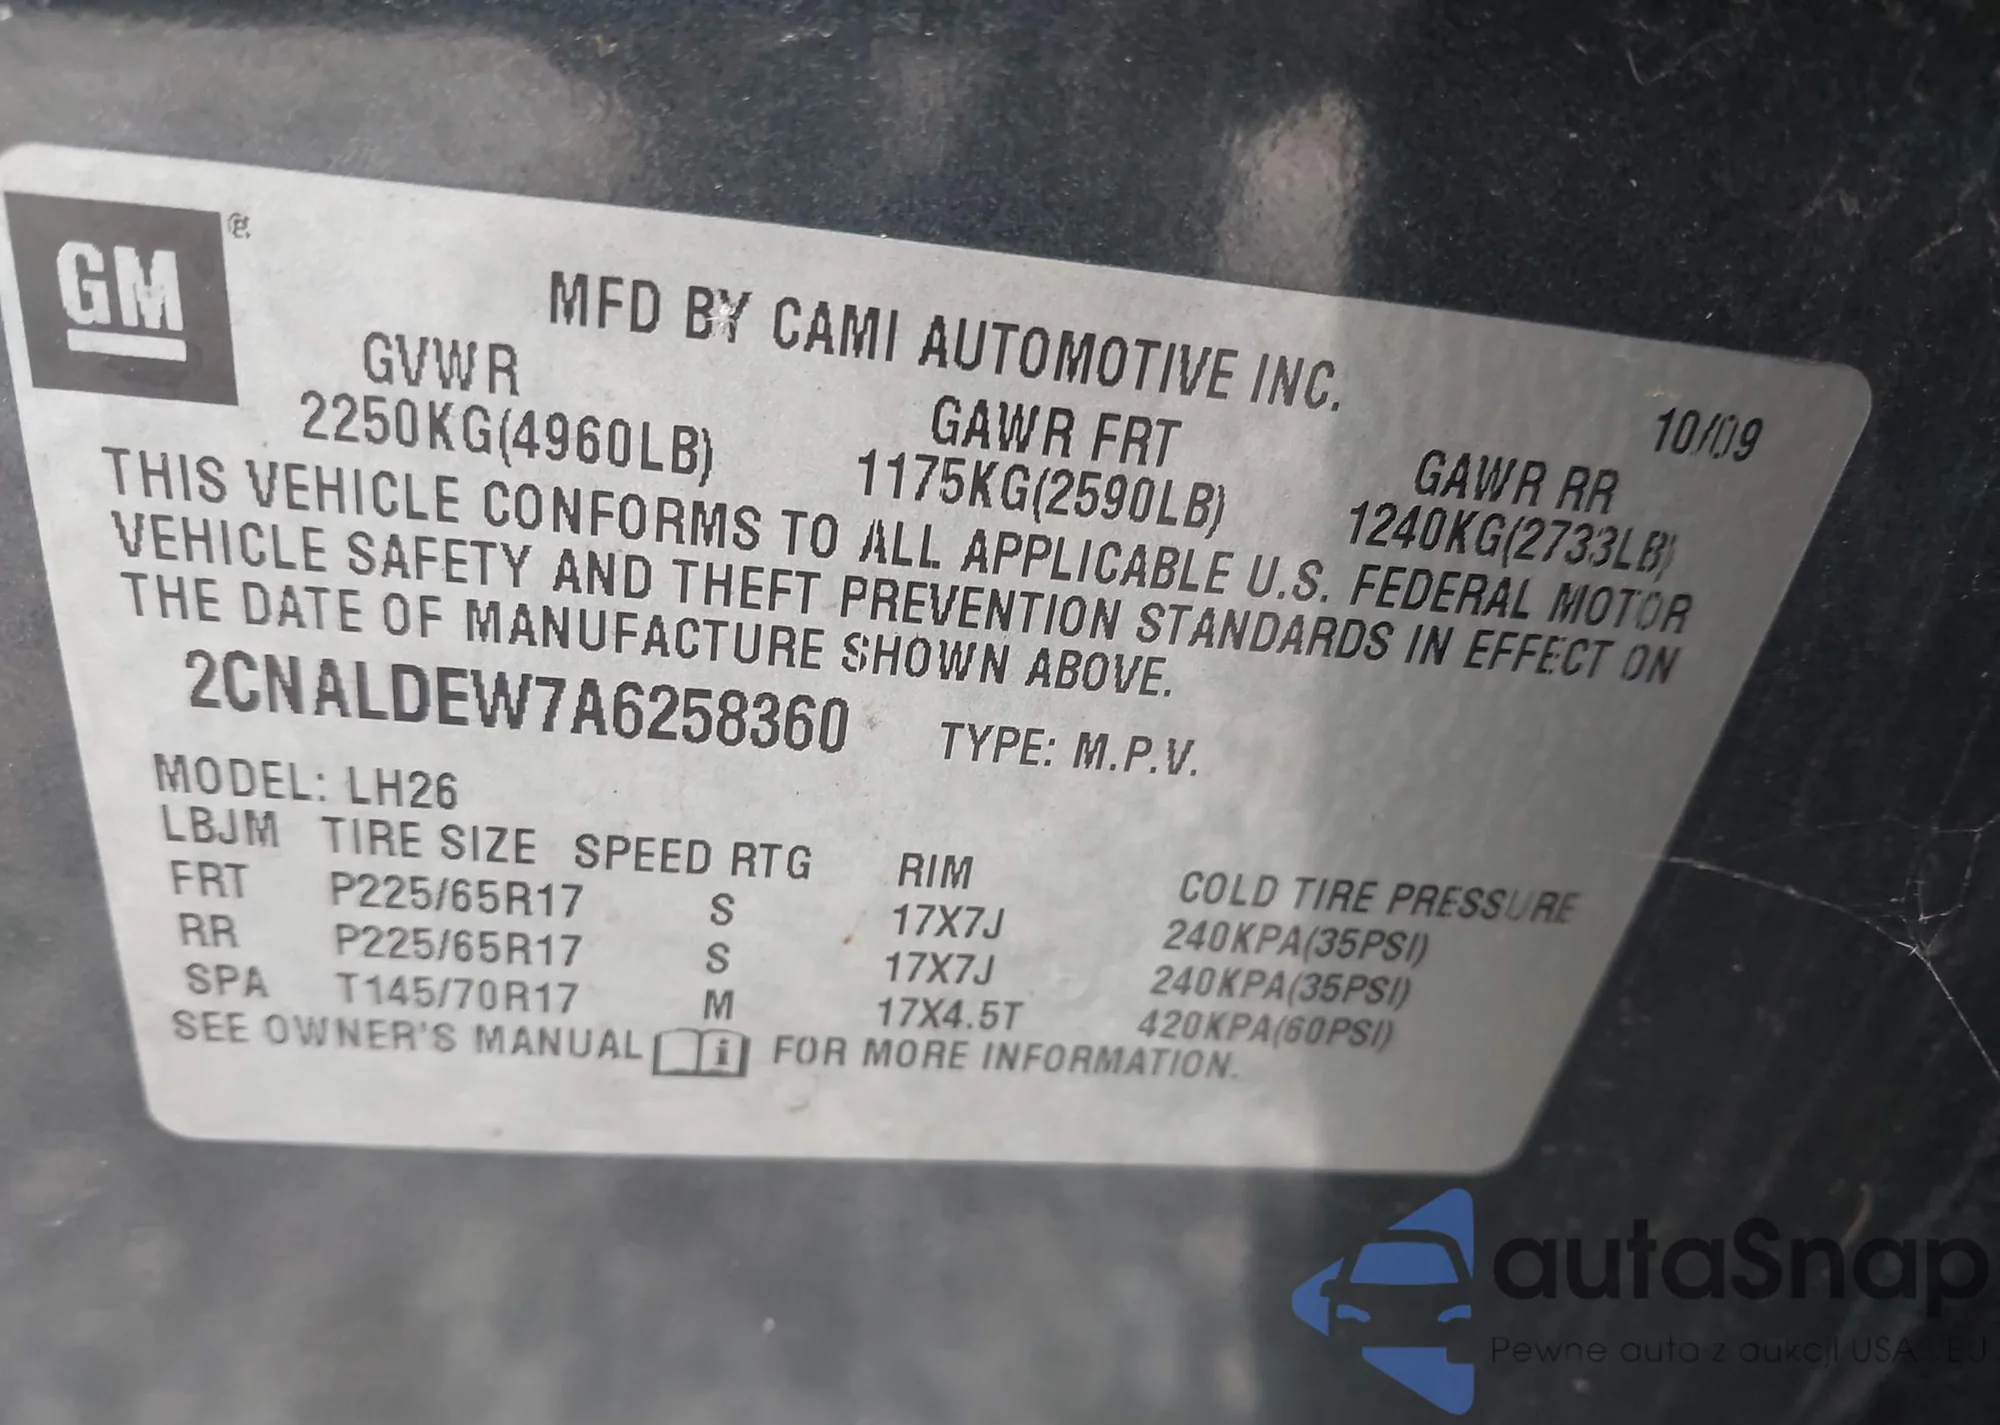 GM ®
MFD BY CAMI AUTOMOTIVE INC.
10/09
GVWR GAWR FRT GAWR RR
2250KG(4960LB) 1175KG(2590LB) 1240KG(2733LB)
THIS VEHICLE CONFORMS TO ALL APPLICABLE U.S. FEDERAL MOTOR
VEHICLE SAFETY AND THEFT PREVENTION STANDARDS IN EFFECT ON
THE DATE OF MANUFACTURE SHOWN ABOVE.
2CNALDEW7A6258360 TYPE: M.P.V.
MODEL: LH26
LBJM TIRE SIZE SPEED RTG RIM COLD TIRE PRESSURE
FRT P225/65R17 S 17X7J 240KPA(35PSI)
RR P225/65R17 S 17X7J 240KPA(35PSI)
SPA T145/70R17 M 17X4.5T 420KPA(60PSI)
SEE OWNER'S MANUAL i FOR MORE INFORMATION.
autaSnap
Pewne auta z aukcji USA i EU